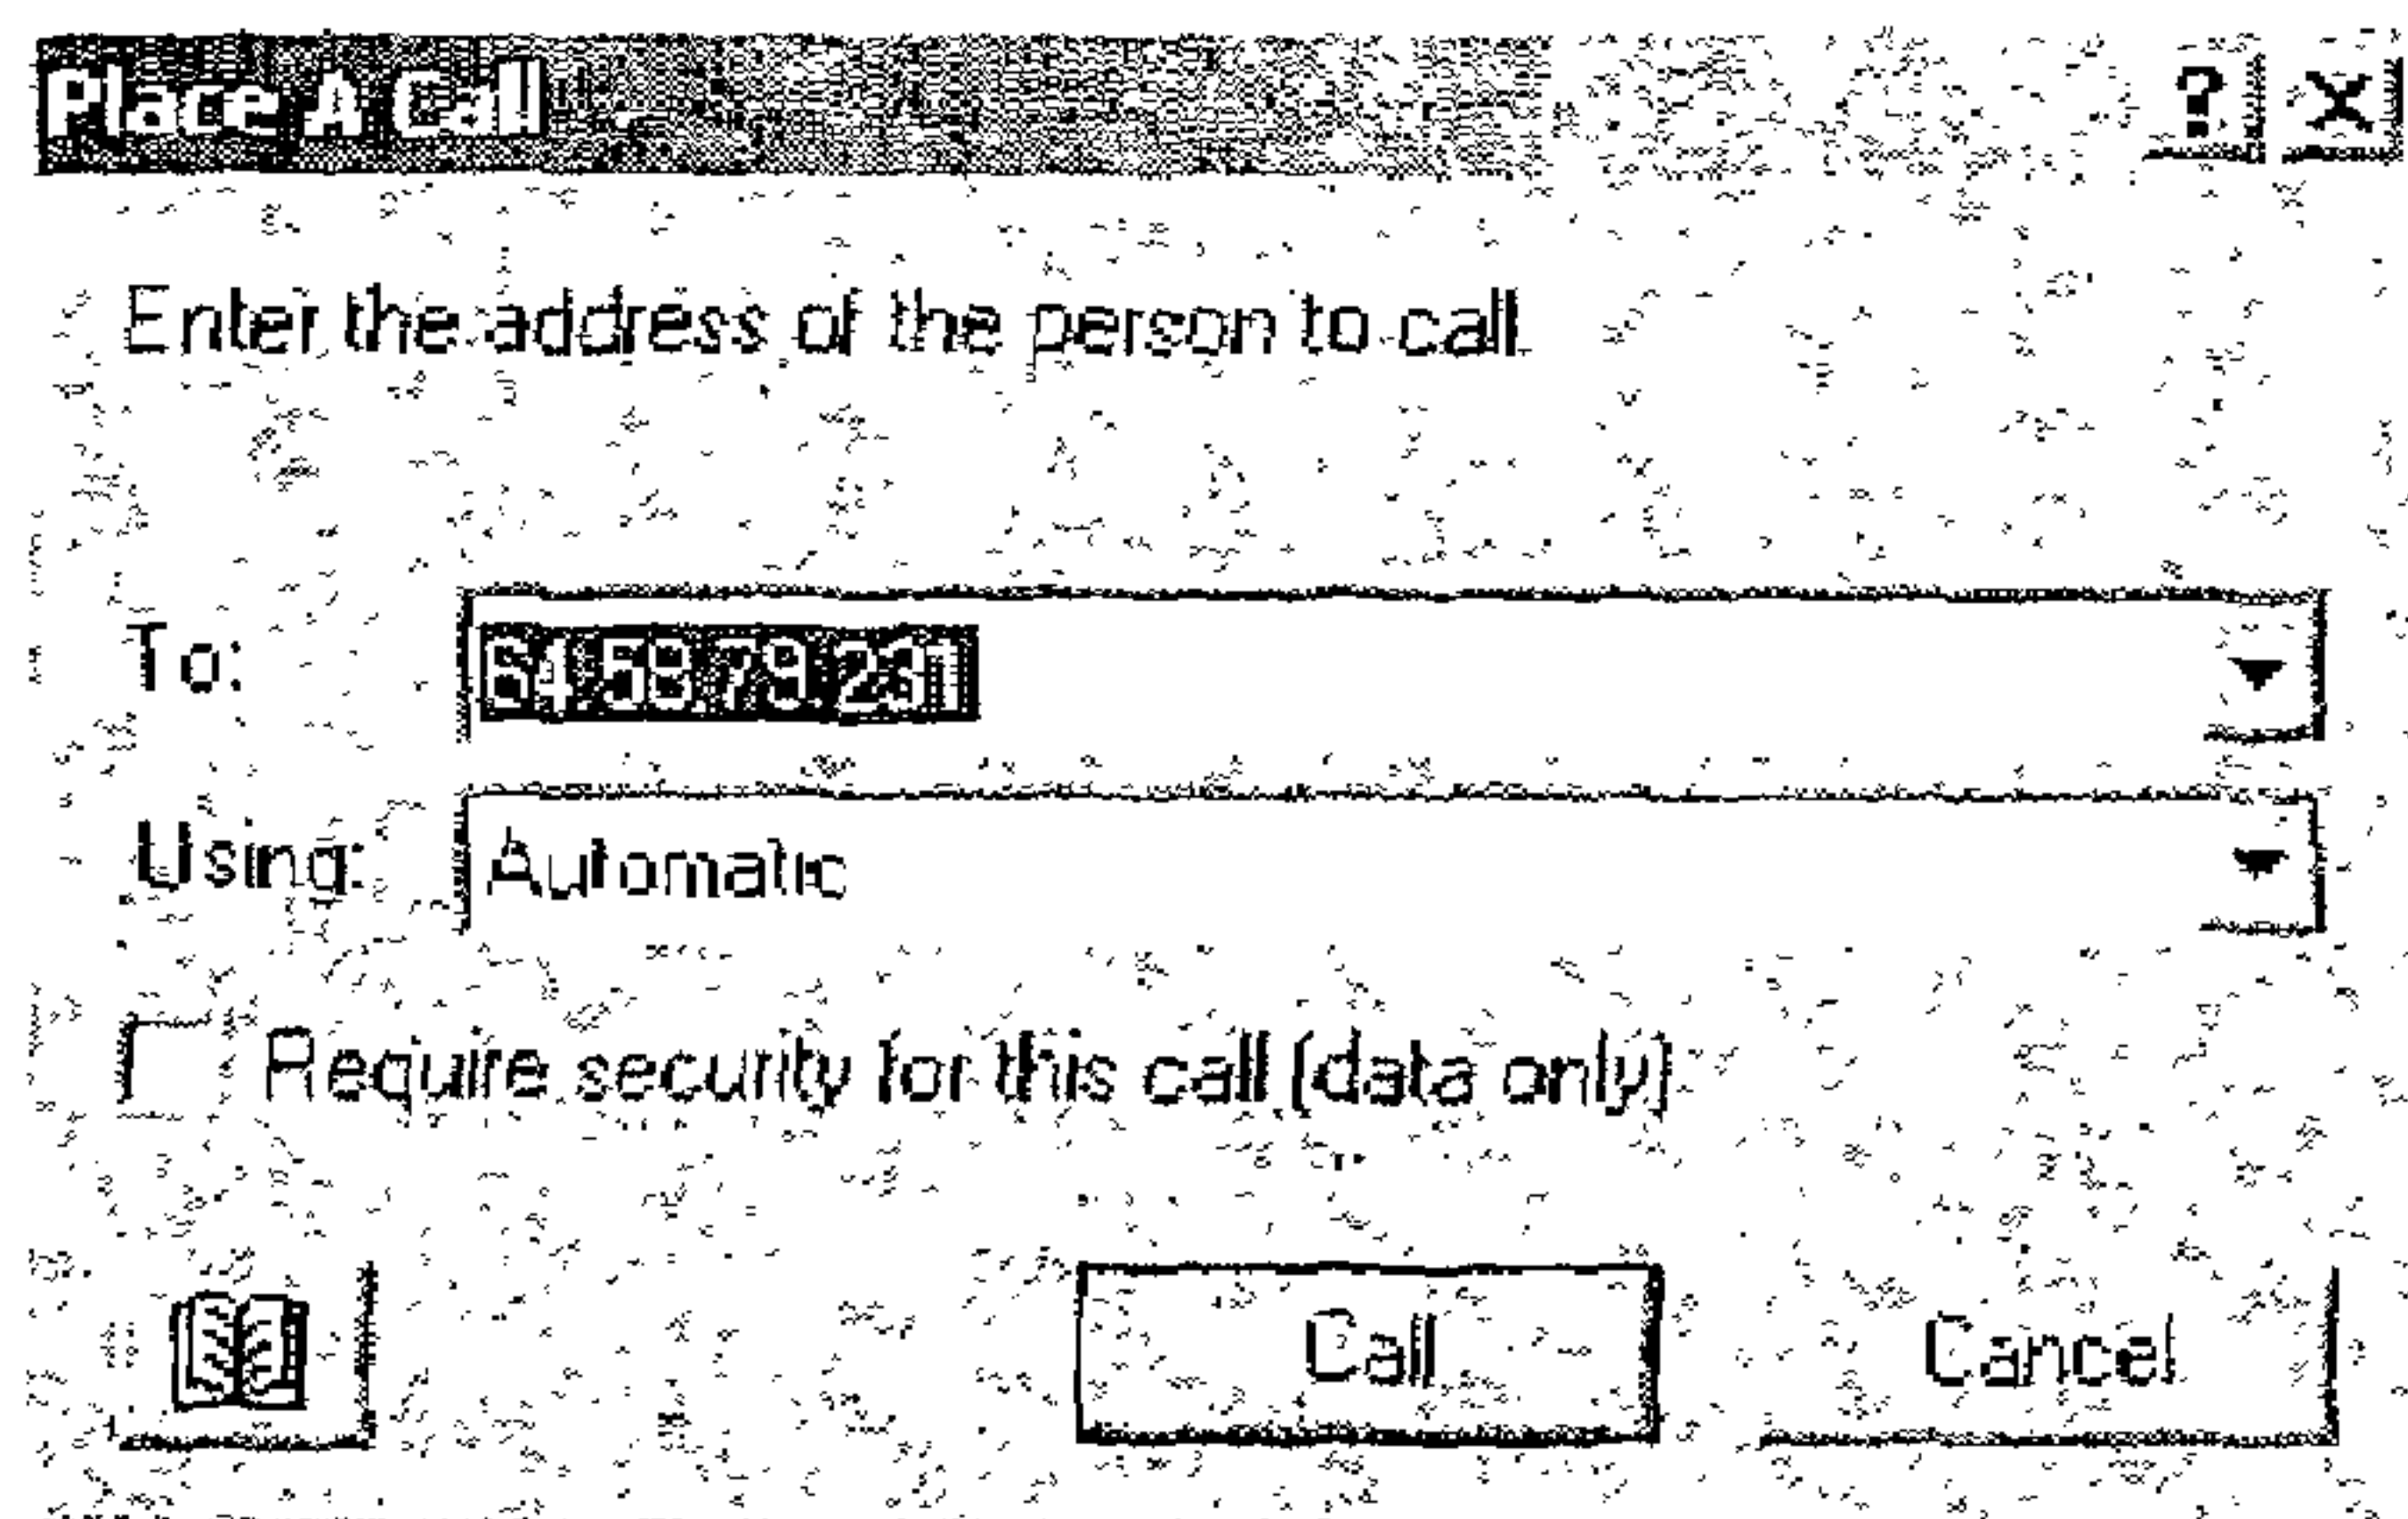 Place A Call
Enter the address of the person to call.
To: 64.58.79.231
Using: Automatic
Require security for this call (data only)
Call Cancel